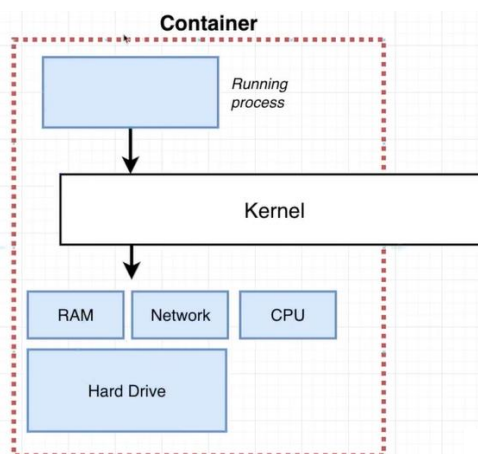 Container
Running
process
Kernel
RAM
Network
CPU
Hard Drive